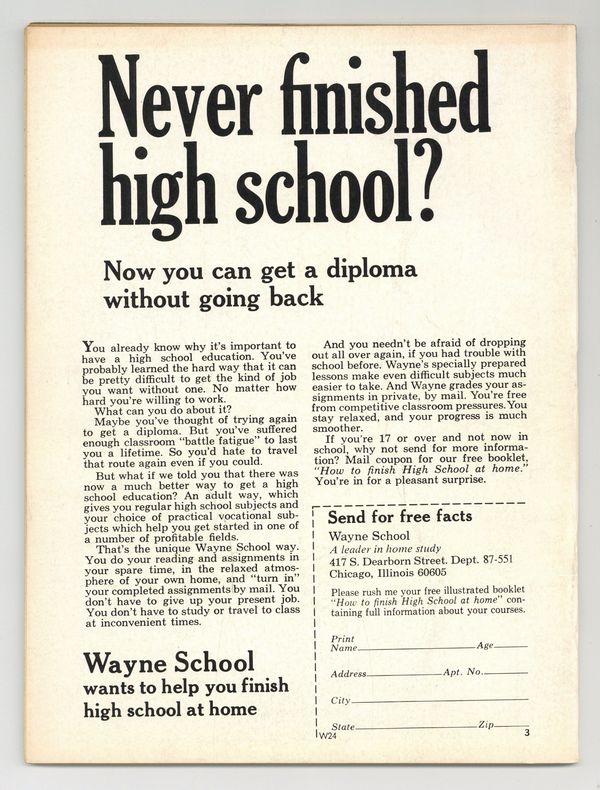 Never finished
high school?
Now you can get a diploma
without going back
You already know why it's important to
have a high school education. You've
probably learned the hard way that it can
be pretty difficult to get the kind of job
you want without one. No matter how
hard you're willing to work.
What can you do about it?
Maybe you've thought of trying again
to get a diploma. But you've suffered
enough classroom "battle fatigue" to last
you a lifetime. So you'd hate to travel
that route again even if you could.
But what if we told you that there was
now a much better way to get a high
school education? An adult way, which
gives you regular high school subjects and
your choice of practical vocational sub-
jects which help you get started in one of
a number of profitable fields.
That's the unique Wayne School way.
You do your reading and assignments in
your spare time, in the relaxed atmos-
phere of your own home, and "turn in"
your completed assignments by mail. You
don't have to give up your present job.
You don't have to study or travel to class
at inconvenient times.
Wayne School
wants to help you finish
high school at home
And you needn't be afraid of dropping
out all over again, if you had trouble with
school before. Wayne's specially prepared
lessons make even difficult subjects much
easier to take. And Wayne grades your as-
signments in private, by mail. You're free
from competitive classroom pressures. You
stay relaxed, and your progress is much
smoother.
If you're 17 or over and not now in
school, why not send for more informa-
tion? Mail coupon for our free booklet,
"How to finish High School at home."
You're in for a pleasant surprise.
Send for free facts
Wayne School
A leader in home study
417 S. Dearborn Street. Dept. 87-551
Chicago, Illinois 60605
Please rush me your free illustrated booklet
"How to finish High School at home" con-
taining full information about your courses.
Print
Name Age
Address Apt. No.
City
State Zip
W24 3